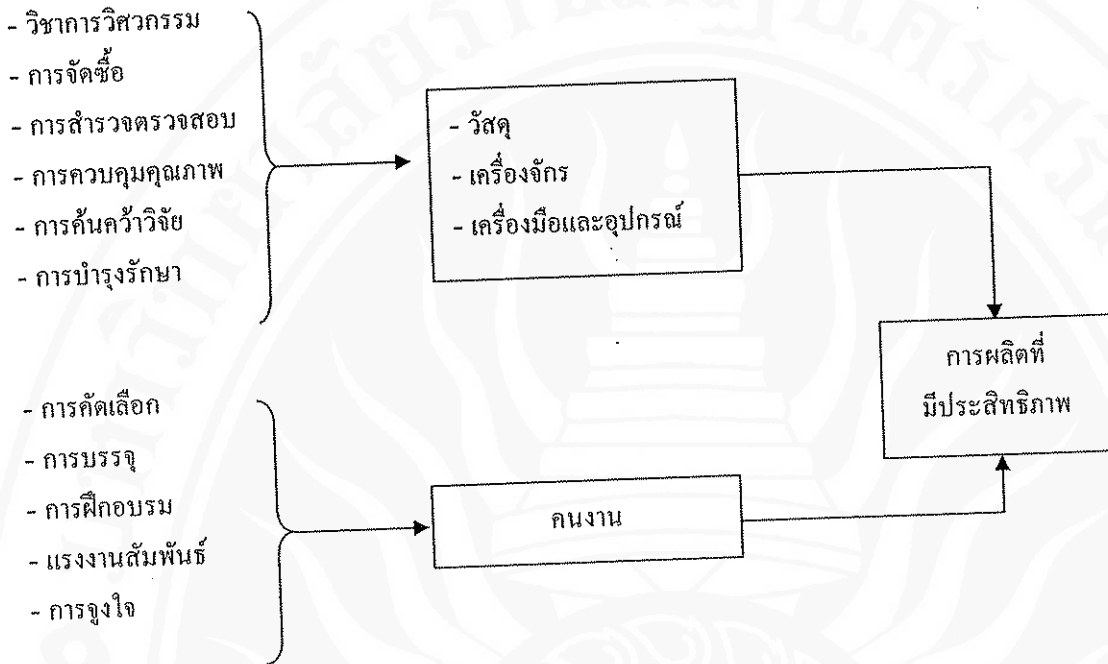 - วิชาการวิศวกรรม
- การจัดซื้อ
- การสำรวจตรวจสอบ
- การควบคุมคุณภาพ
- การค้นคว้าวิจัย
- การบำรุงรักษา
- วัสดุ
- เครื่องจักร
- เครื่องมือและอุปกรณ์
การผลิตที่
มีประสิทธิภาพ
- การคัดเลือก
- การบรรจุ
- การฝึกอบรม
- แรงงานสัมพันธ์
- การจูงใจ
คนงาน